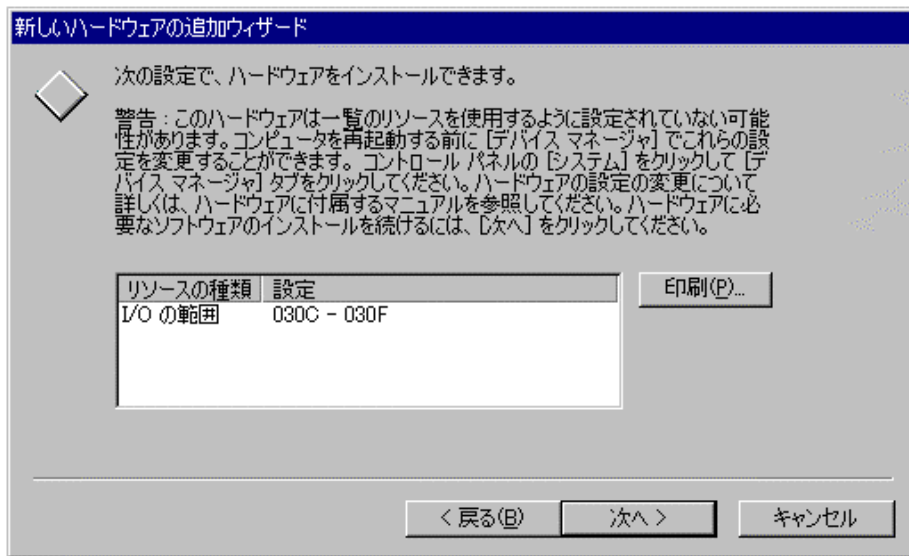 新しいハードウェアの追加ウィザード
次の設定で、ハードウェアをインストールできます。
警告 : このハードウェアは一覧のリソースを使用するように設定されていない可能
性があります。コンピュータを再起動する前に [デバイス マネージャ] でこれらの設
定を変更することができます。 コントロール パネルの [システム] をクリックして [デ
バイス マネージャ] タブをクリックしてください。ハードウェアの設定の変更について
詳しくは、ハードウェアに付属するマニュアルを参照してください。ハードウェアに必
要なソフトウェアのインストールを続けるには、[次へ] をクリックしてください。
リソースの種類 設定
印刷(P)...
I/O の範囲 030C - 030F
< 戻る(B) 次へ > キャンセル